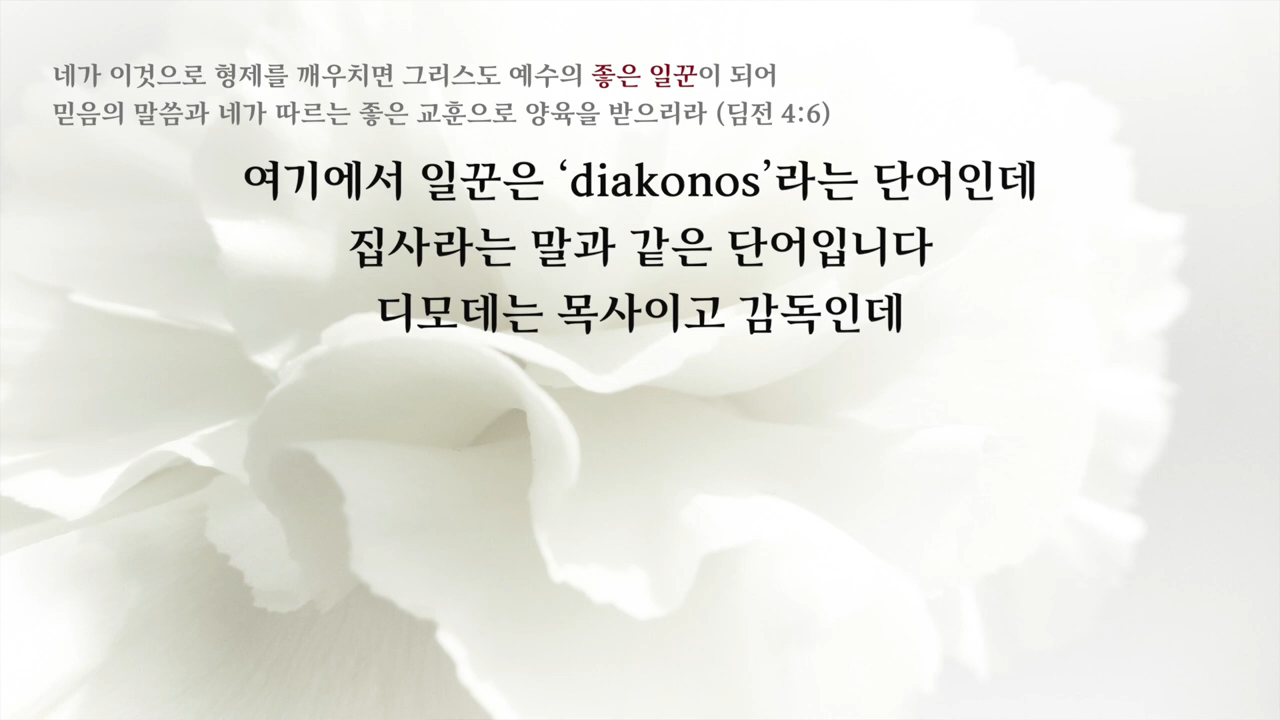 네가 이것으로 형제를 깨우치면 그리스도 예수의 좋은 일꾼이 되어
믿음의 말씀과 네가 따르는 좋은 교훈으로 양육을 받으리라 (딤전 4:6)
여기에서 일꾼은 ‘diakonos’라는 단어인데
집사라는 말과 같은 단어입니다
디모데는 목사이고 감독인데